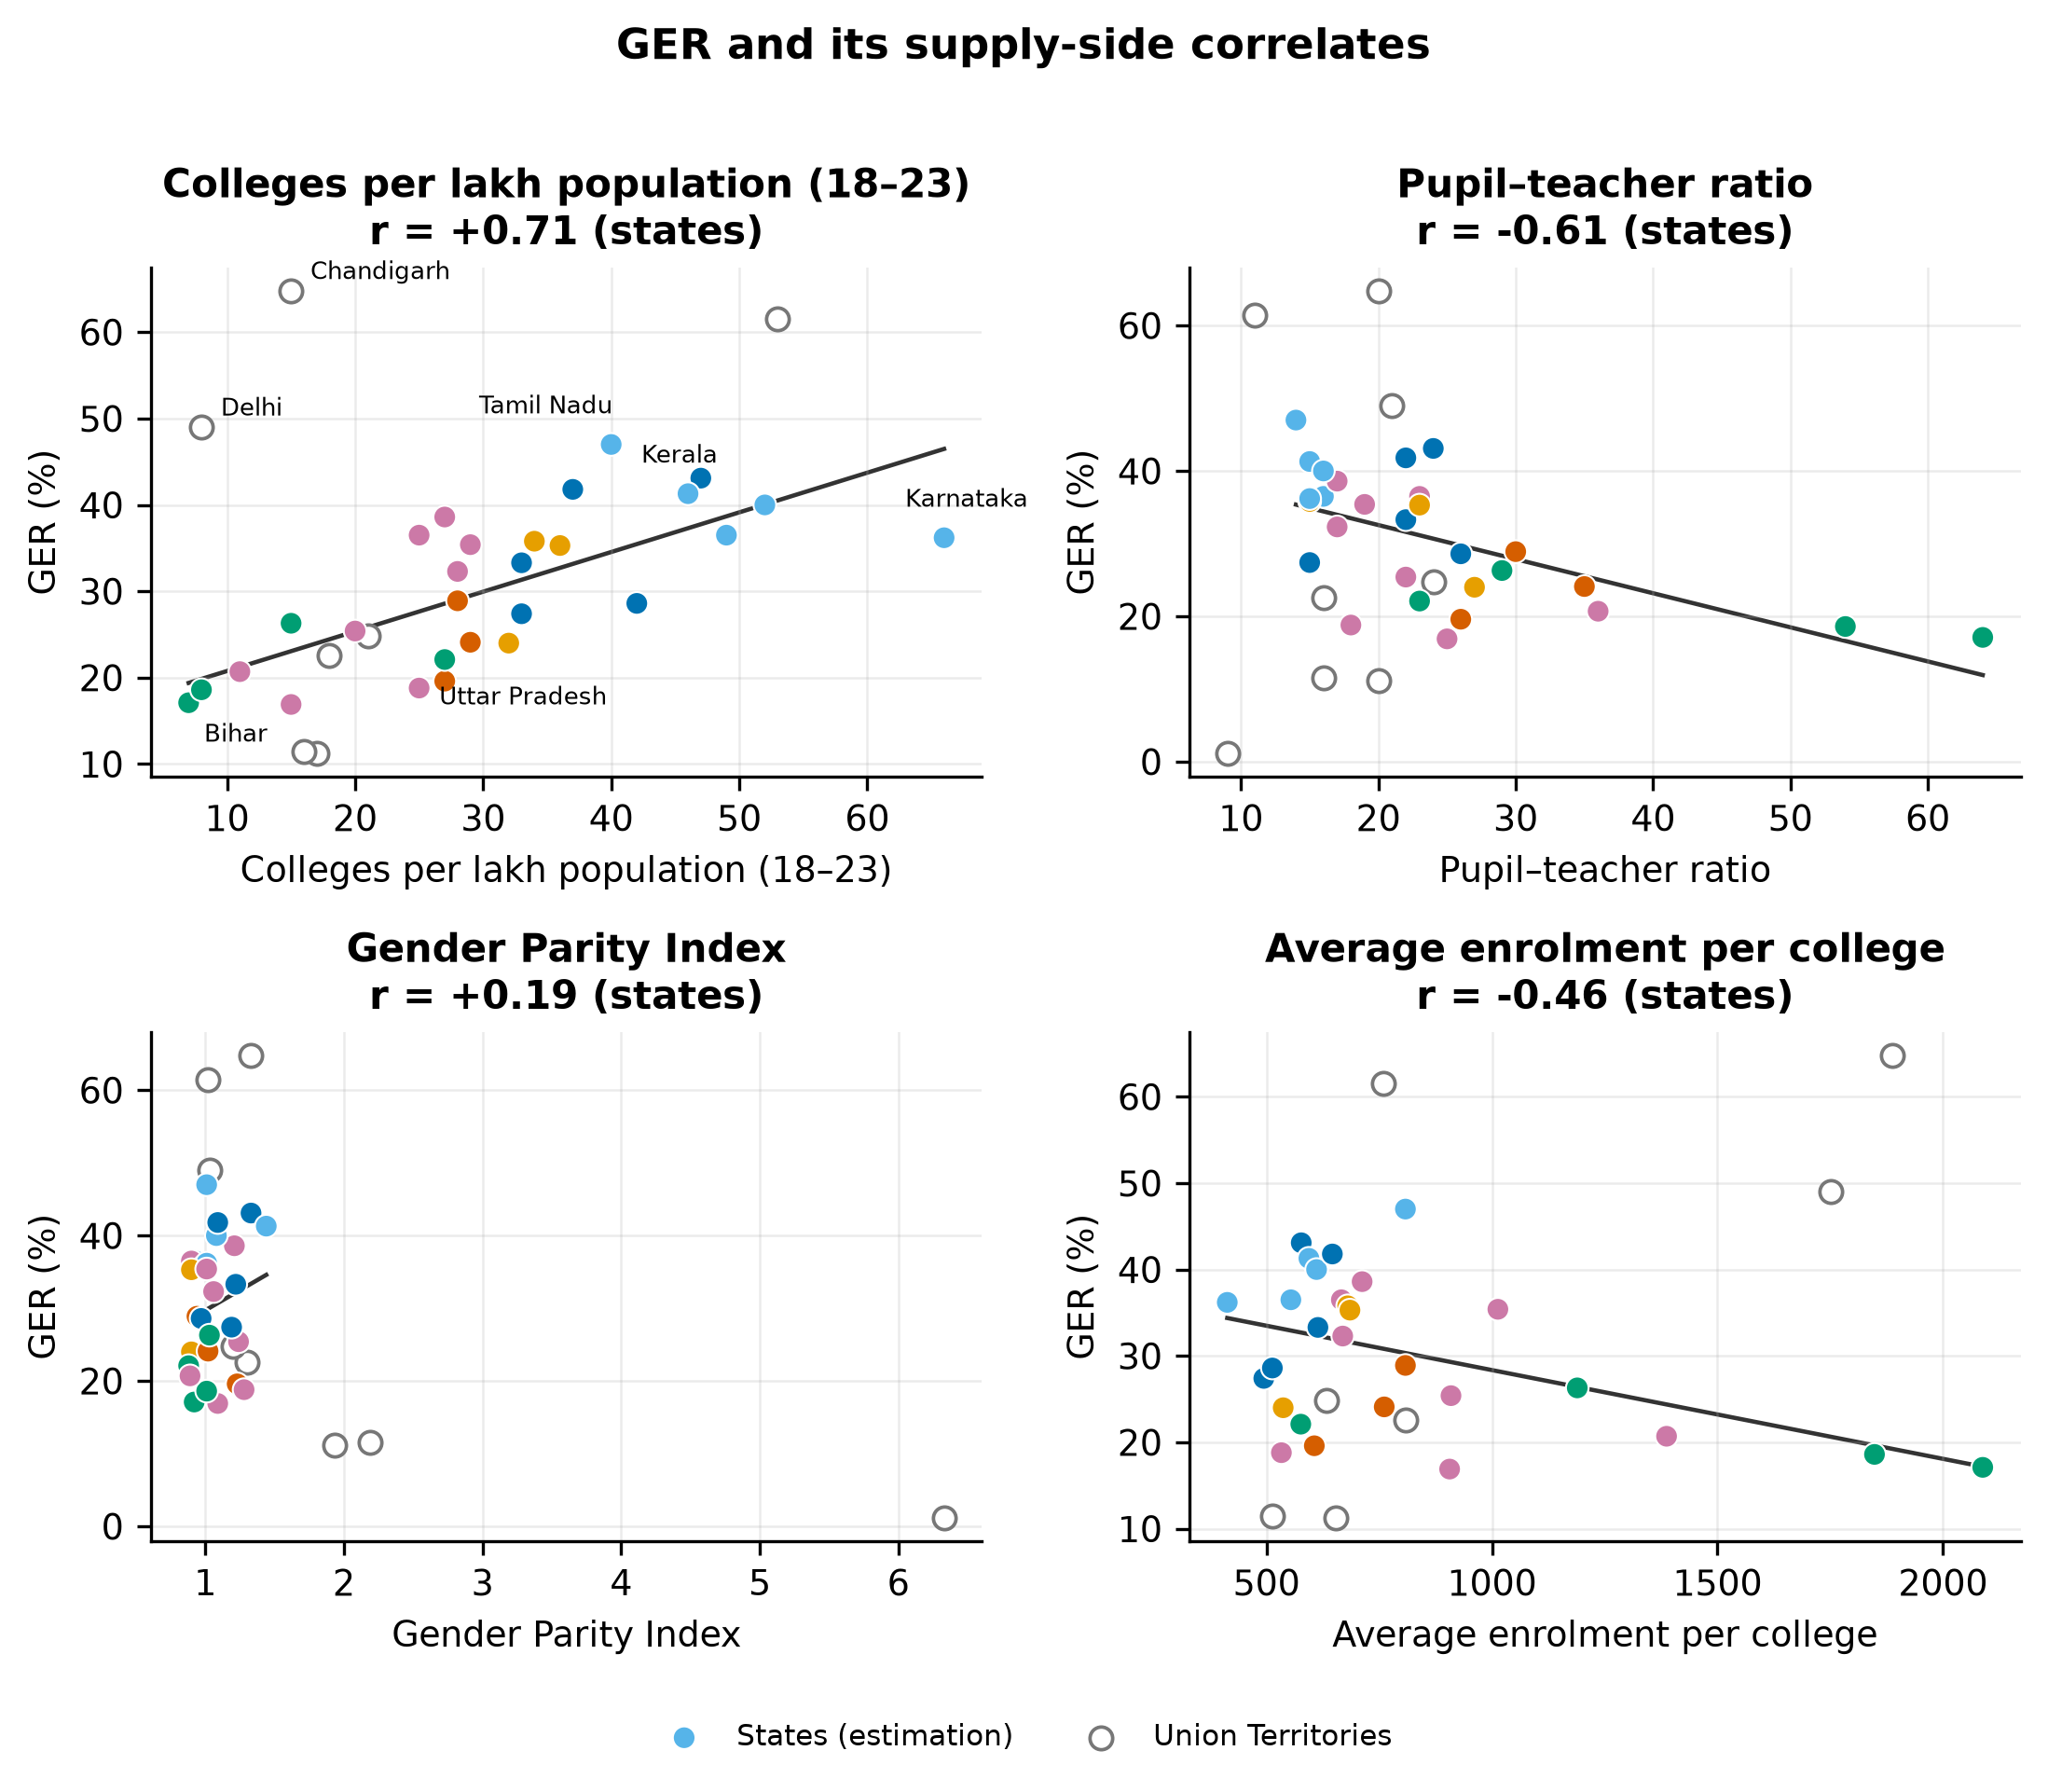 GER and its supply-side correlates
Colleges per lakh population (18–23)
r = +0.71 (states)
Chandigarh
Delhi
Tamil Nadu
Kerala
Karnataka
Uttar Pradesh
Bihar
GER (%)
60
50
40
30
20
10
10 20 30 40 50 60
Colleges per lakh population (18–23)
Pupil–teacher ratio
r = -0.61 (states)
GER (%)
60
40
20
0
10 20 30 40 50 60
Pupil–teacher ratio
Gender Parity Index
r = +0.19 (states)
GER (%)
60
40
20
0
1 2 3 4 5 6
Gender Parity Index
Average enrolment per college
r = -0.46 (states)
GER (%)
60
50
40
30
20
10
500 1000 1500 2000
Average enrolment per college
States (estimation) Union Territories